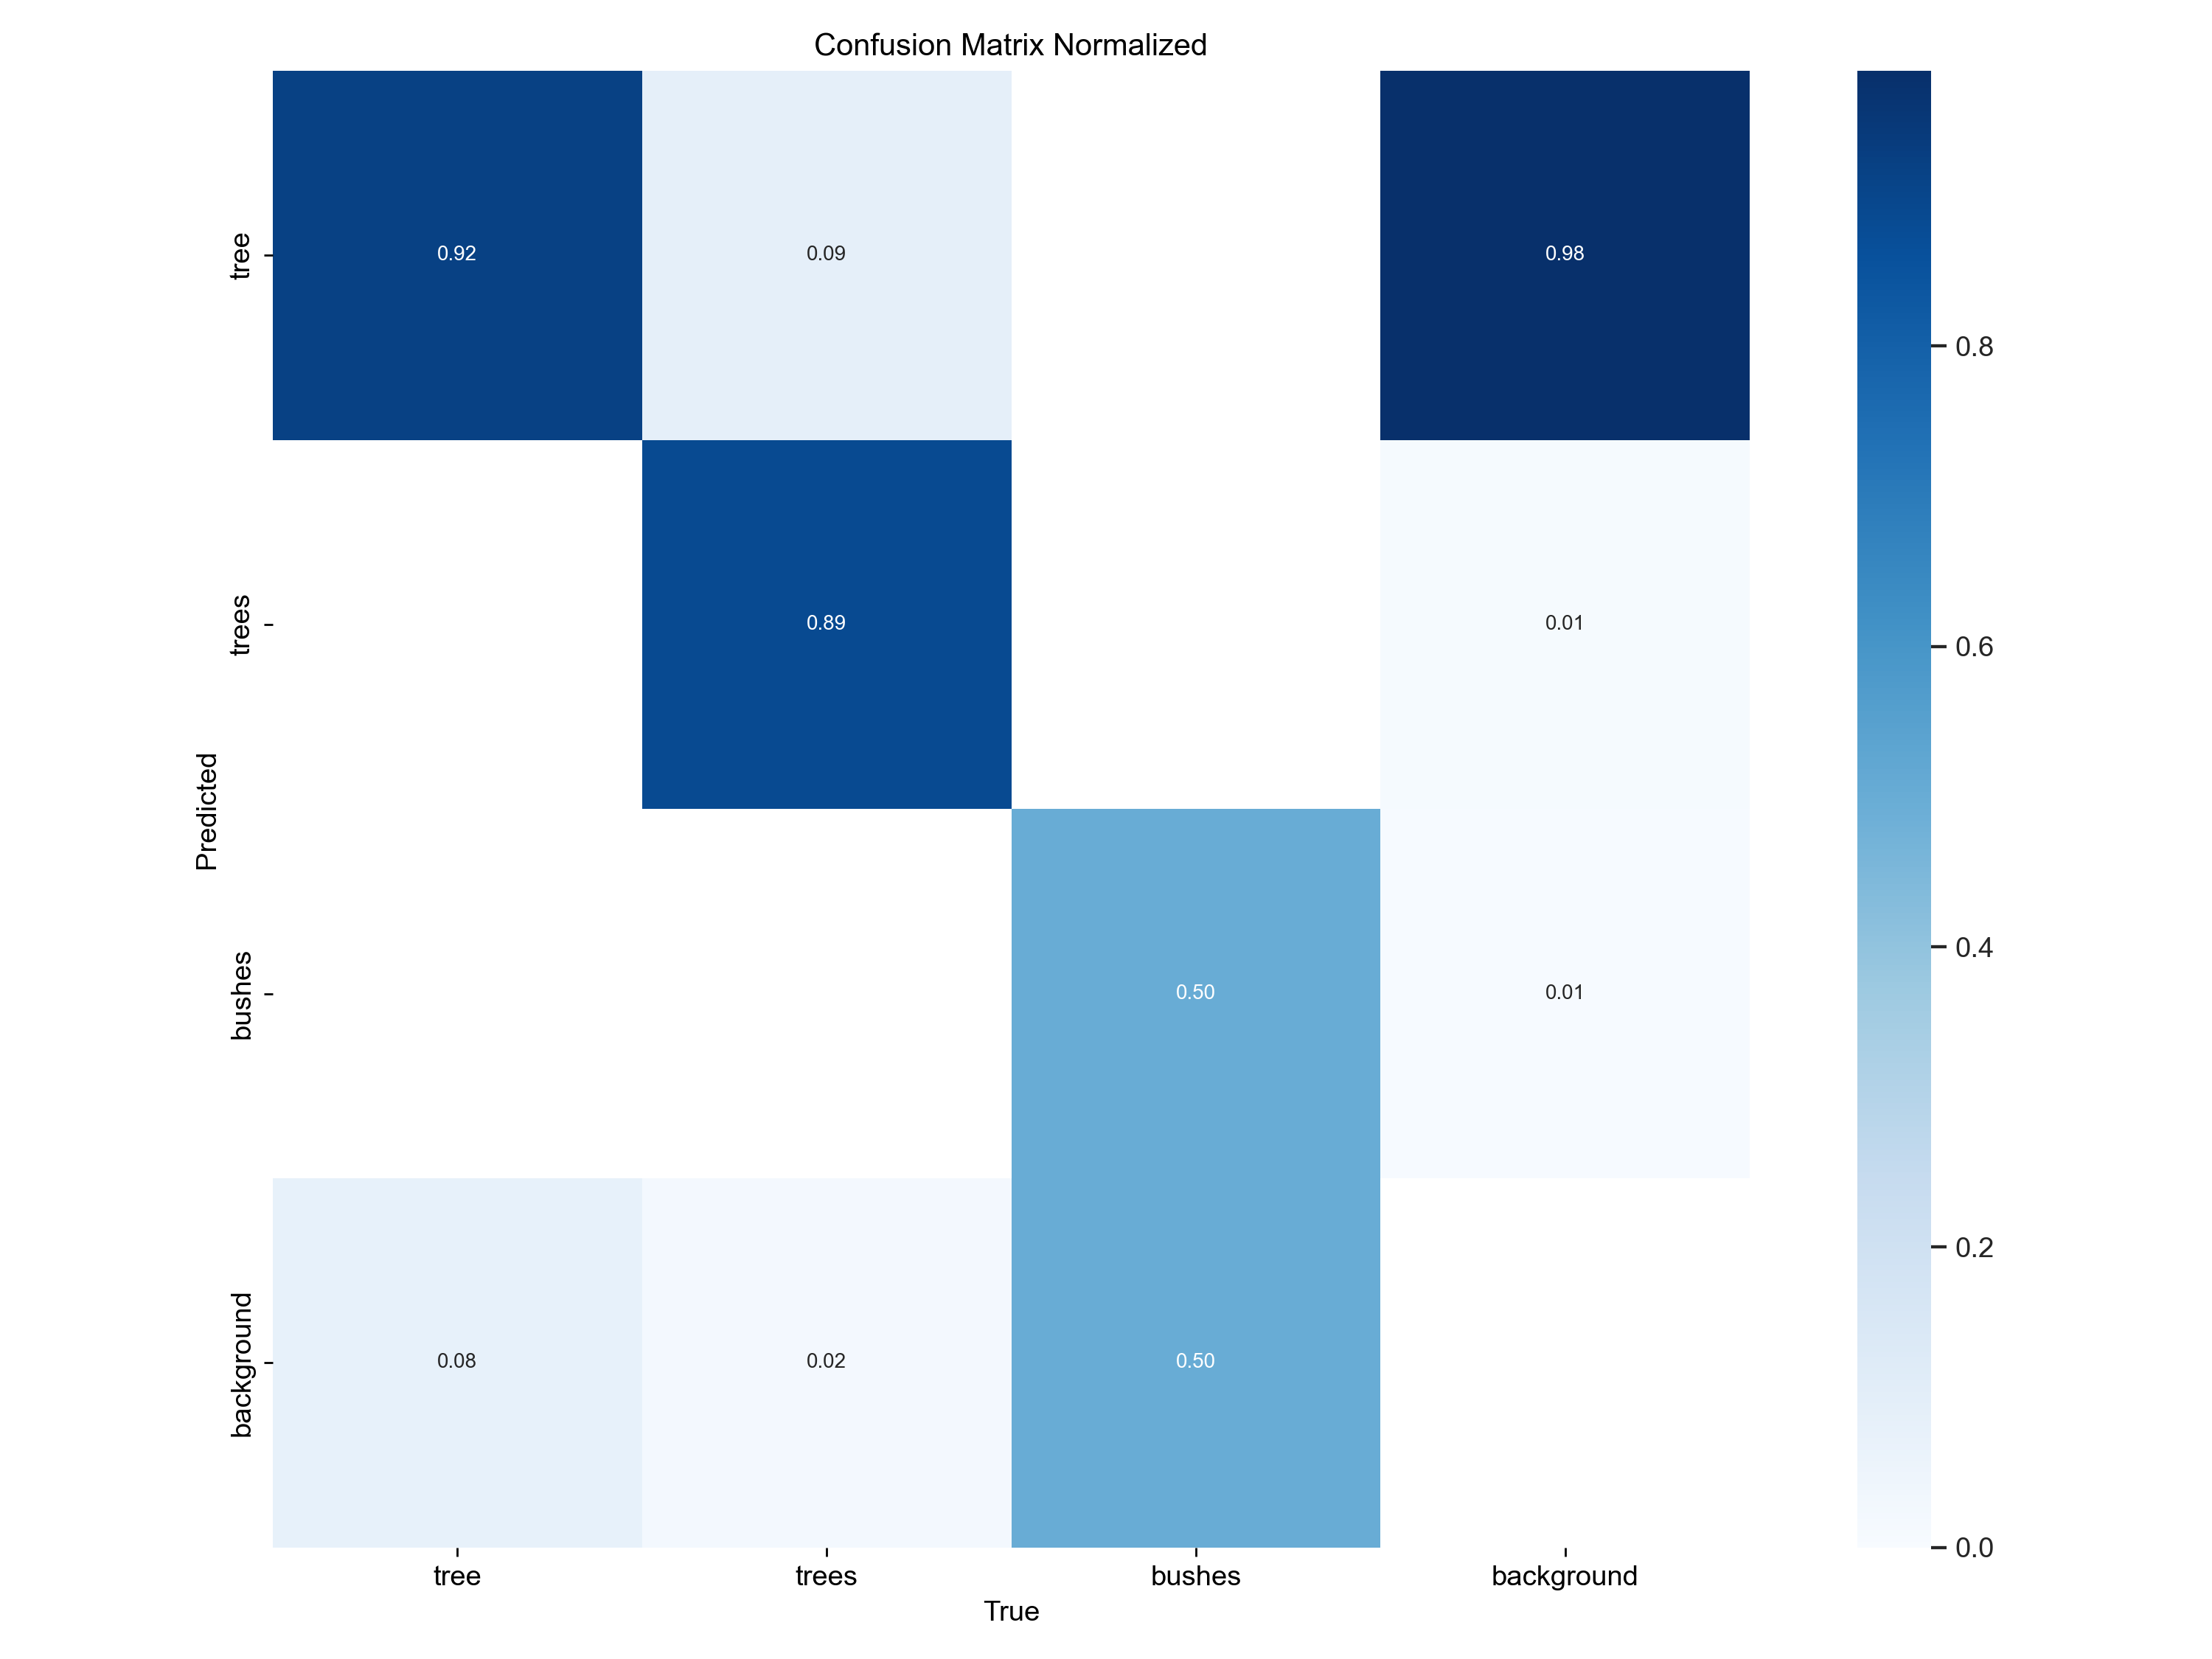 Confusion Matrix Normalized
tree
0.92
0.09
0.98
trees
0.89
0.01
bushes
0.50
0.01
background
0.08
0.02
0.50
Predicted
tree
trees
bushes
background
True
0.8
0.6
0.4
0.2
0.0